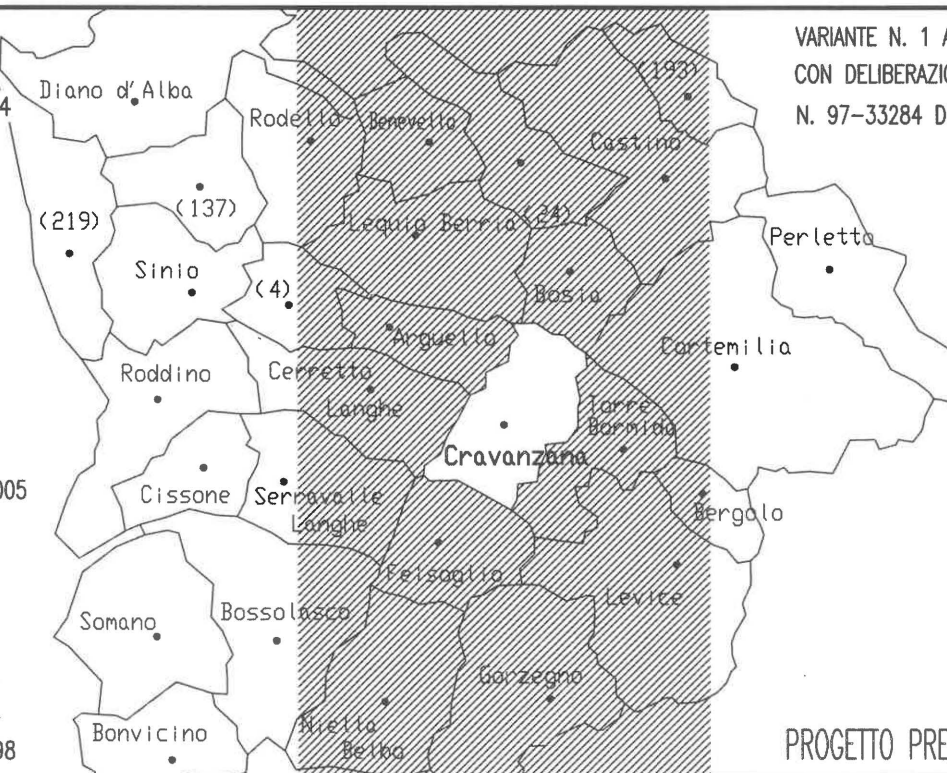 VARIANTE N. 1 A
CON DELIBERAZIO
N. 97-33284 D
4
Diano d'Alba
Rodello
Benevello
(193)
Castino
(137)
(219)
Lequio Berria
(24)
Perletto
Sinio
(4)
Bosia
Arguello
Cortemilia
Roddino
Cerretto
Langhe
Torre
Bormida
Cravanzana
005
Cissone
Serravalle
Langhe
Bergolo
Feisoglio
Levice
Somano
Bossolasco
Gorzegno
Niella
Belbo
Bonvicino
98
PROGETTO PRE